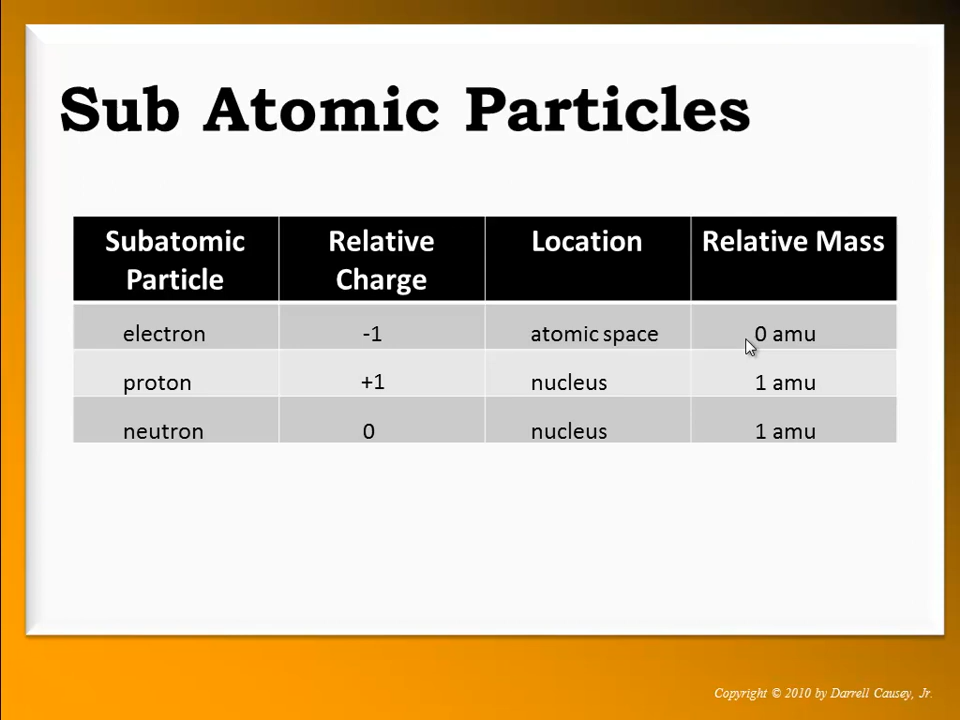 Sub Atomic Particles
Subatomic Particle Relative Charge Location Relative Mass
electron -1 atomic space 0 amu
proton +1 nucleus 1 amu
neutron 0 nucleus 1 amu
Copyright © 2010 by Darrell Causey, Jr.